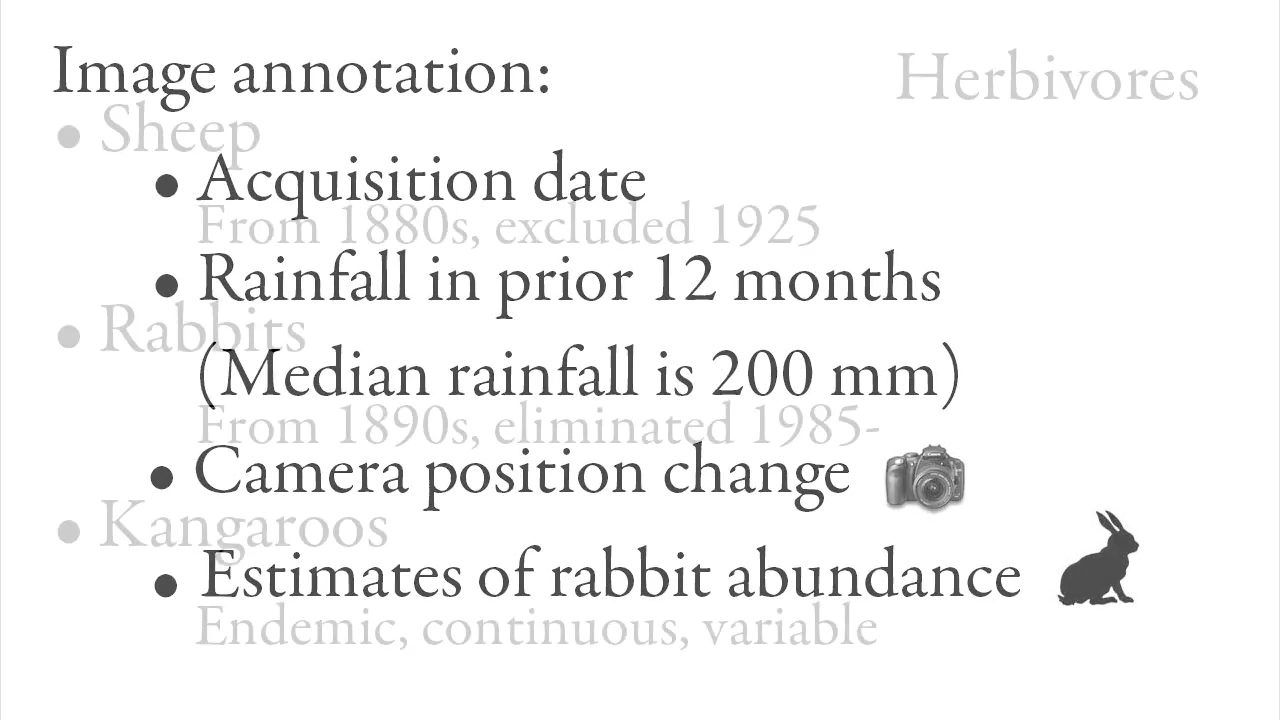 Image annotation:
Herbivores
• Sheep
• Acquisition date
From 1880s, excluded 1925
• Rainfall in prior 12 months
• Rabbits
(Median rainfall is 200 mm)
From 1890s, eliminated 1985-
• Camera position change
• Kangaroos
• Estimates of rabbit abundance
Endemic, continuous, variable